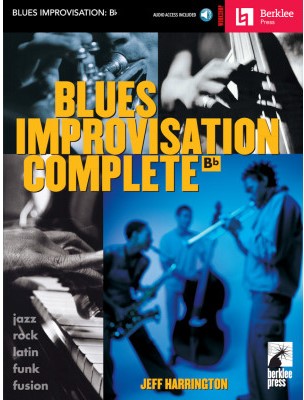 BLUES IMPROVISATION: B♭
AUDIO ACCESS INCLUDED
WORKSHOP
Berklee
Press
BLUES
IMPROVISATION
COMPLETE B♭
jazz
rock
latin
funk
fusion
JEFF HARRINGTON
berklee
press